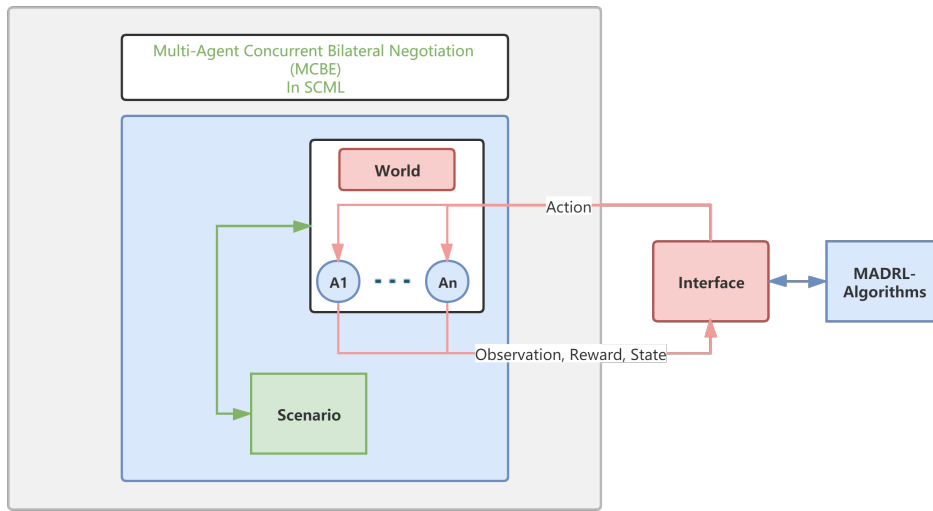 Multi-Agent Concurrent Bilateral Negotiation
(MCBE)
In SCML
World
Action
A1
An
Interface
MADRL-
Algorithms
Observation, Reward, State
Scenario